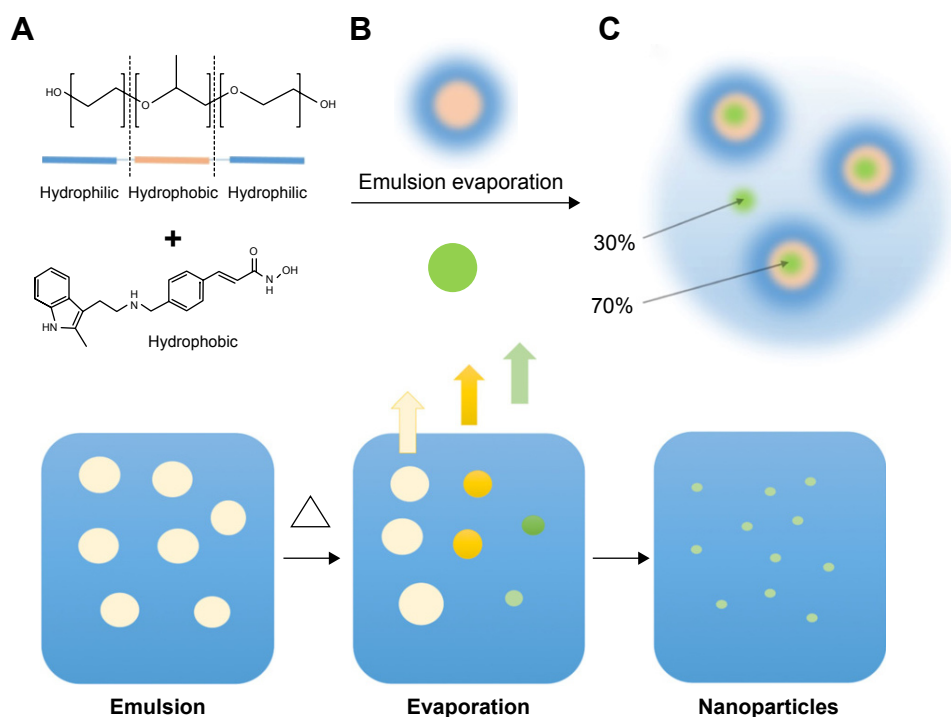 A
B
C
HO
O
O
OH
Hydrophilic
Hydrophobic
Hydrophilic
+
HN
H
N
O
N
H
OH
Hydrophobic
Emulsion evaporation
30%
70%
Emulsion
Evaporation
Nanoparticles